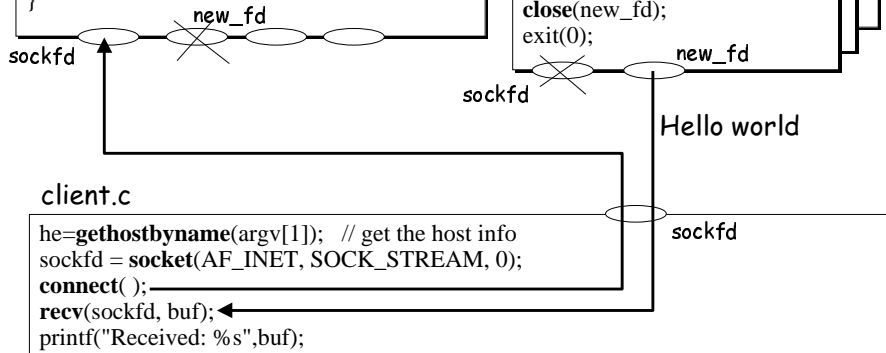 }
new_fd
sockfd
close(new_fd);
exit(0);
new_fd
sockfd
Hello world
client.c
sockfd
he=gethostbyname(argv[1]);   // get the host info
sockfd = socket(AF_INET, SOCK_STREAM, 0);
connect( );
recv(sockfd, buf);
printf("Received: %s",buf);